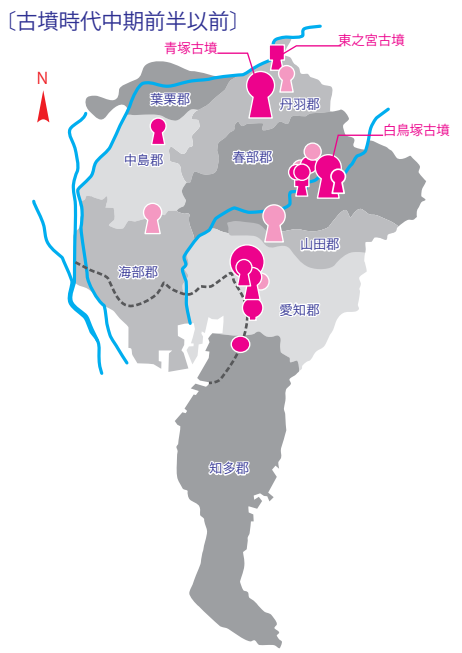 〔古墳時代中期前半以前〕
東之宮古墳
青塚古墳
N
葉栗郡
丹羽郡
白鳥塚古墳
中島郡
春部郡
山田郡
海部郡
愛知郡
知多郡